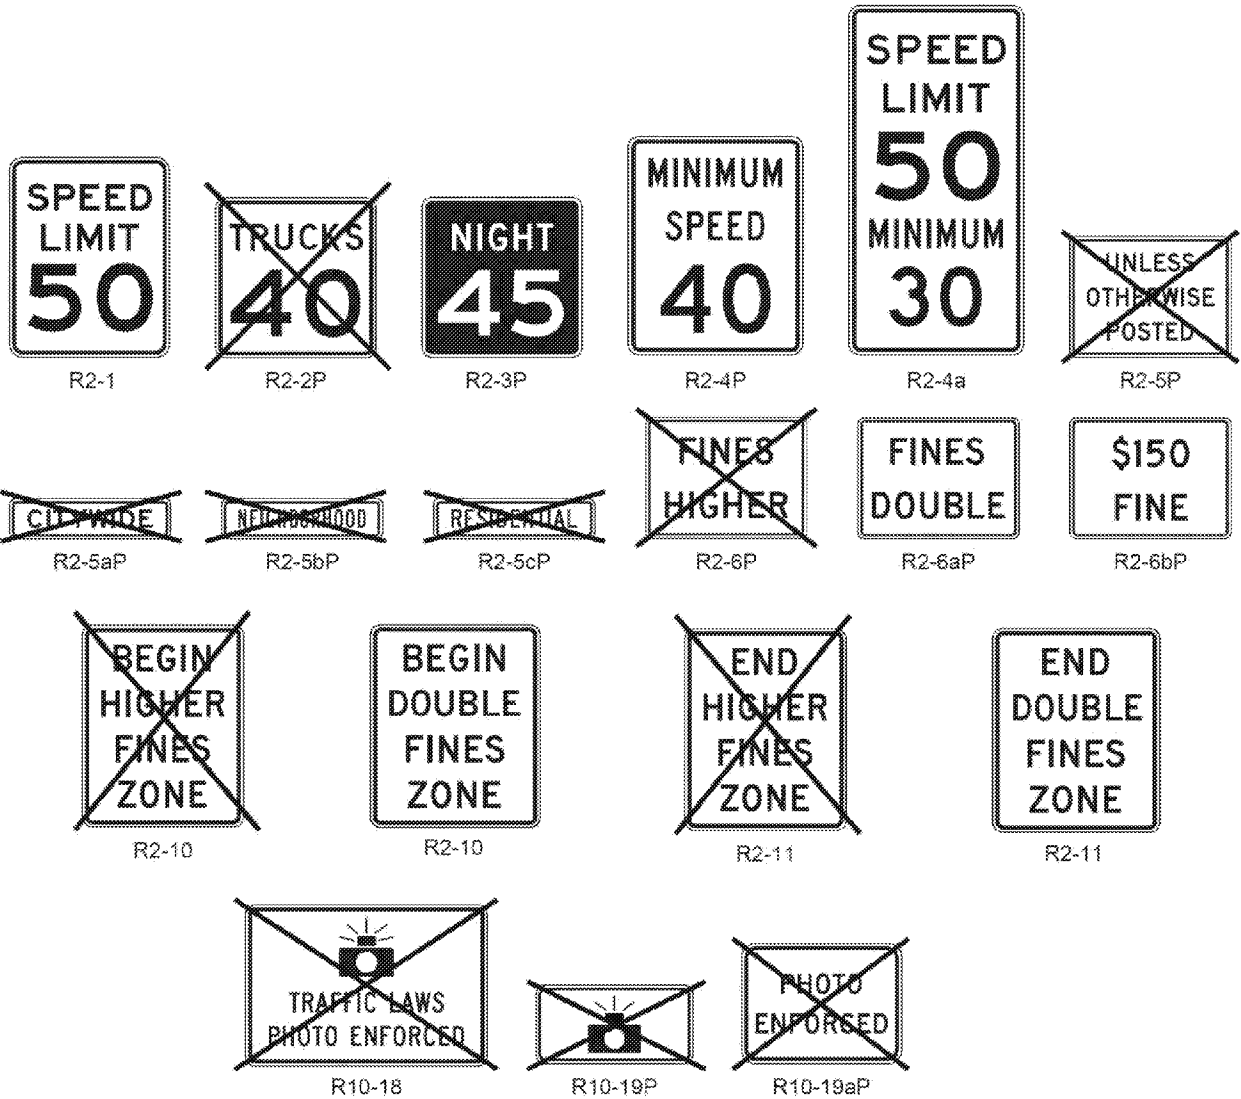 SPEED
LIMIT
50
R2-1
TRUCKS
40
R2-2P
NIGHT
45
R2-3P
MINIMUM
SPEED
40
R2-4P
SPEED
LIMIT
50
MINIMUM
30
R2-4a
UNLESS
OTHERWISE
POSTED
R2-5P
CITYWIDE
R2-5aP
NEIGHBORHOOD
R2-5bP
RESIDENTIAL
R2-5cP
FINES
HIGHER
R2-6P
FINES
DOUBLE
R2-6aP
$150
FINE
R2-6bP
BEGIN
HIGHER
FINES
ZONE
R2-10
BEGIN
DOUBLE
FINES
ZONE
R2-10
END
HIGHER
FINES
ZONE
R2-11
END
DOUBLE
FINES
ZONE
R2-11
TRAFFIC LAWS
PHOTO ENFORCED
R10-18
R10-19P
PHOTO
ENFORCED
R10-19aP